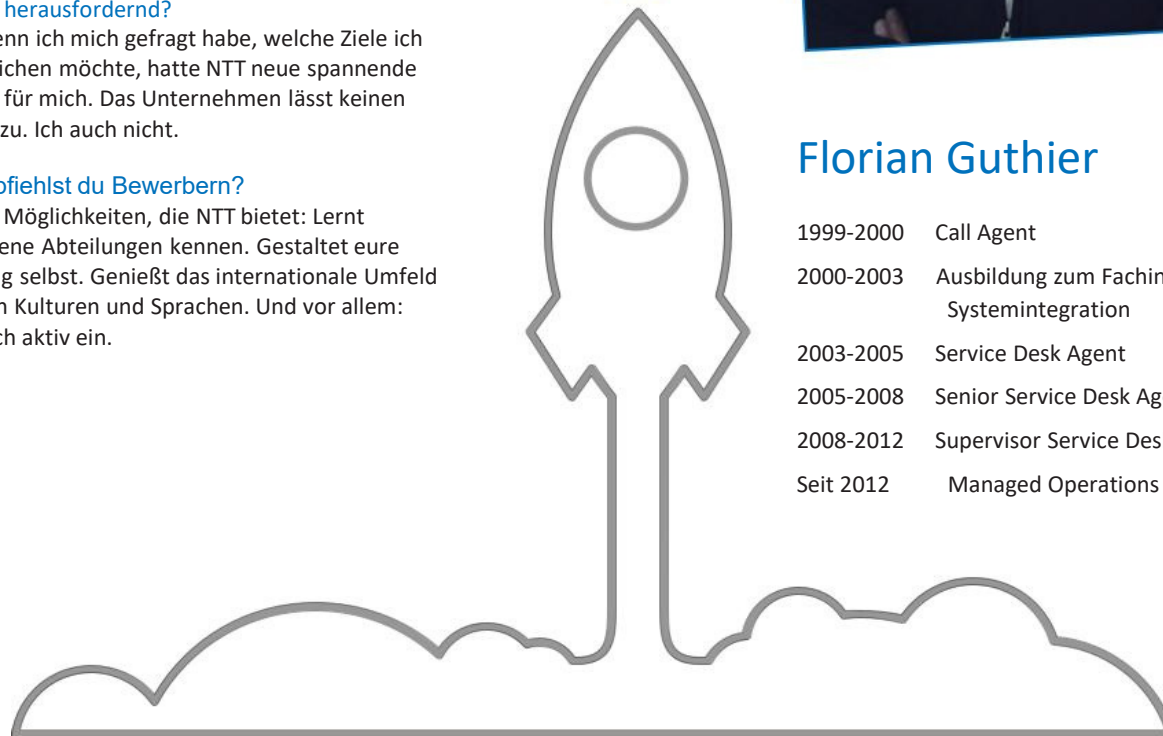 herausfordernd?
enn ich mich gefragt habe, welche Ziele ich
ichen möchte, hatte NTT neue spannende
für mich. Das Unternehmen lässt keinen
zu. Ich auch nicht.
ofiehlst du Bewerbern?
Möglichkeiten, die NTT bietet: Lernt
ene Abteilungen kennen. Gestaltet eure
g selbst. Genießt das internationale Umfeld
n Kulturen und Sprachen. Und vor allem:
ch aktiv ein.
Florian Guthier
1999-2000 Call Agent
2000-2003 Ausbildung zum Fachin
Systemintegration
2003-2005 Service Desk Agent
2005-2008 Senior Service Desk Ag
2008-2012 Supervisor Service Des
Seit 2012 Managed Operations